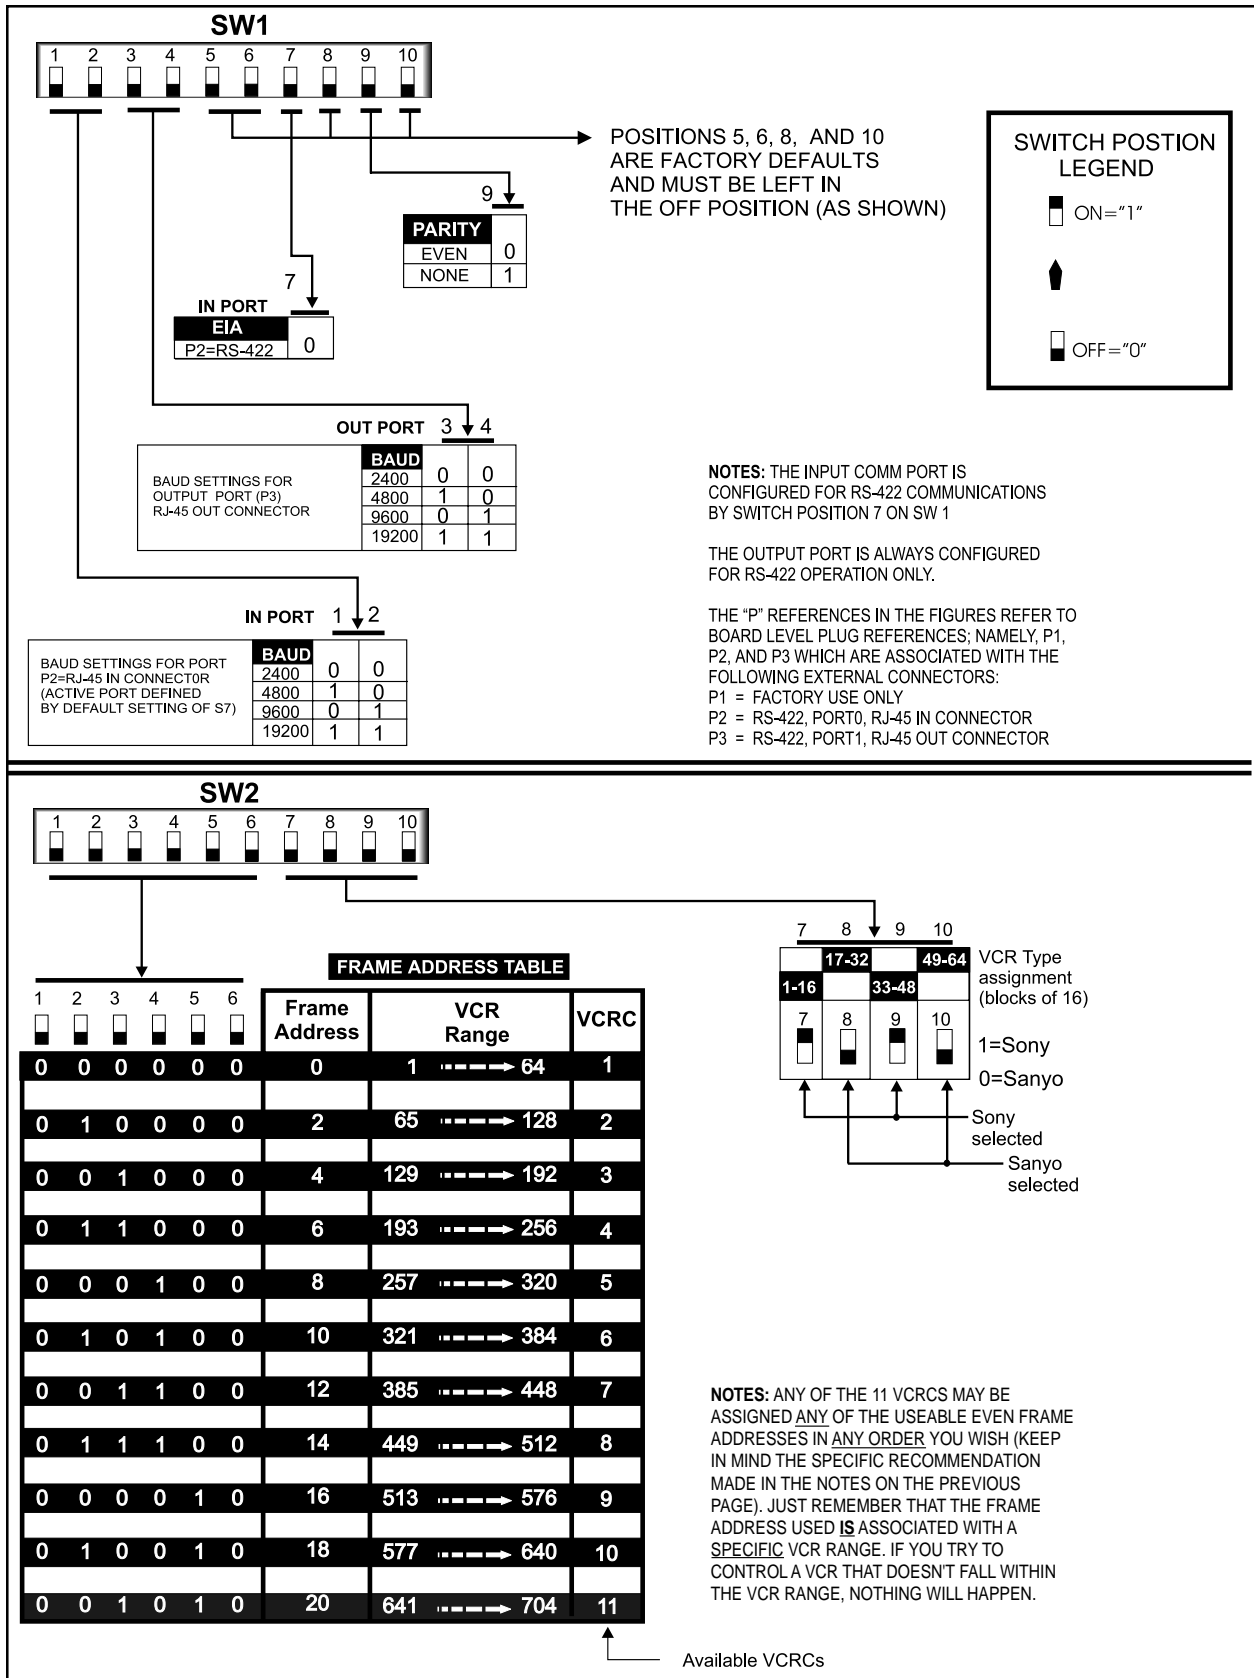 SW1
1 2 3 4 5 6 7 8 9 10
POSITIONS 5, 6, 8, AND 10
ARE FACTORY DEFAULTS
AND MUST BE LEFT IN
THE OFF POSITION (AS SHOWN)
SWITCH POSTION
LEGEND
ON="1"
OFF="0"
9
PARITY
EVEN 0
NONE 1
7
IN PORT
EIA
P2=RS-422 0
OUT PORT 3 4
BAUD SETTINGS FOR
OUTPUT PORT (P3)
RJ-45 OUT CONNECTOR
BAUD
2400 0 0
4800 1 0
9600 0 1
19200 1 1
IN PORT 1 2
BAUD SETTINGS FOR PORT
P2=RJ-45 IN CONNECT0R
(ACTIVE PORT DEFINED
BY DEFAULT SETTING OF S7)
BAUD
2400 0 0
4800 1 0
9600 0 1
19200 1 1
NOTES: THE INPUT COMM PORT IS
CONFIGURED FOR RS-422 COMMUNICATIONS
BY SWITCH POSITION 7 ON SW 1
THE OUTPUT PORT IS ALWAYS CONFIGURED
FOR RS-422 OPERATION ONLY.
THE “P” REFERENCES IN THE FIGURES REFER TO
BOARD LEVEL PLUG REFERENCES; NAMELY, P1,
P2, AND P3 WHICH ARE ASSOCIATED WITH THE
FOLLOWING EXTERNAL CONNECTORS:
P1 = FACTORY USE ONLY
P2 = RS-422, PORT0, RJ-45 IN CONNECTOR
P3 = RS-422, PORT1, RJ-45 OUT CONNECTOR
SW2
1 2 3 4 5 6 7 8 9 10
FRAME ADDRESS TABLE
1 2 3 4 5 6
Frame
Address
VCR
Range
VCRC
0 0 0 0 0 0 0 1 64 1
0 1 0 0 0 0 2 65 128 2
0 0 1 0 0 0 4 129 192 3
0 1 1 0 0 0 6 193 256 4
0 0 0 1 0 0 8 257 320 5
0 1 0 1 0 0 10 321 384 6
0 0 1 1 0 0 12 385 448 7
0 1 1 1 0 0 14 449 512 8
0 0 0 0 1 0 16 513 576 9
0 1 0 0 1 0 18 577 640 10
0 0 1 0 1 0 20 641 704 11
Available VCRCs
7 8 9 10
17-32 49-64
1-16 33-48
7 8 9 10
VCR Type
assignment
(blocks of 16)
1=Sony
0=Sanyo
Sony
selected
Sanyo
selected
NOTES: ANY OF THE 11 VCRCS MAY BE
ASSIGNED ANY OF THE USEABLE EVEN FRAME
ADDRESSES IN ANY ORDER YOU WISH (KEEP
IN MIND THE SPECIFIC RECOMMENDATION
MADE IN THE NOTES ON THE PREVIOUS
PAGE). JUST REMEMBER THAT THE FRAME
ADDRESS USED IS ASSOCIATED WITH A
SPECIFIC VCR RANGE. IF YOU TRY TO
CONTROL A VCR THAT DOESN'T FALL WITHIN
THE VCR RANGE, NOTHING WILL HAPPEN.